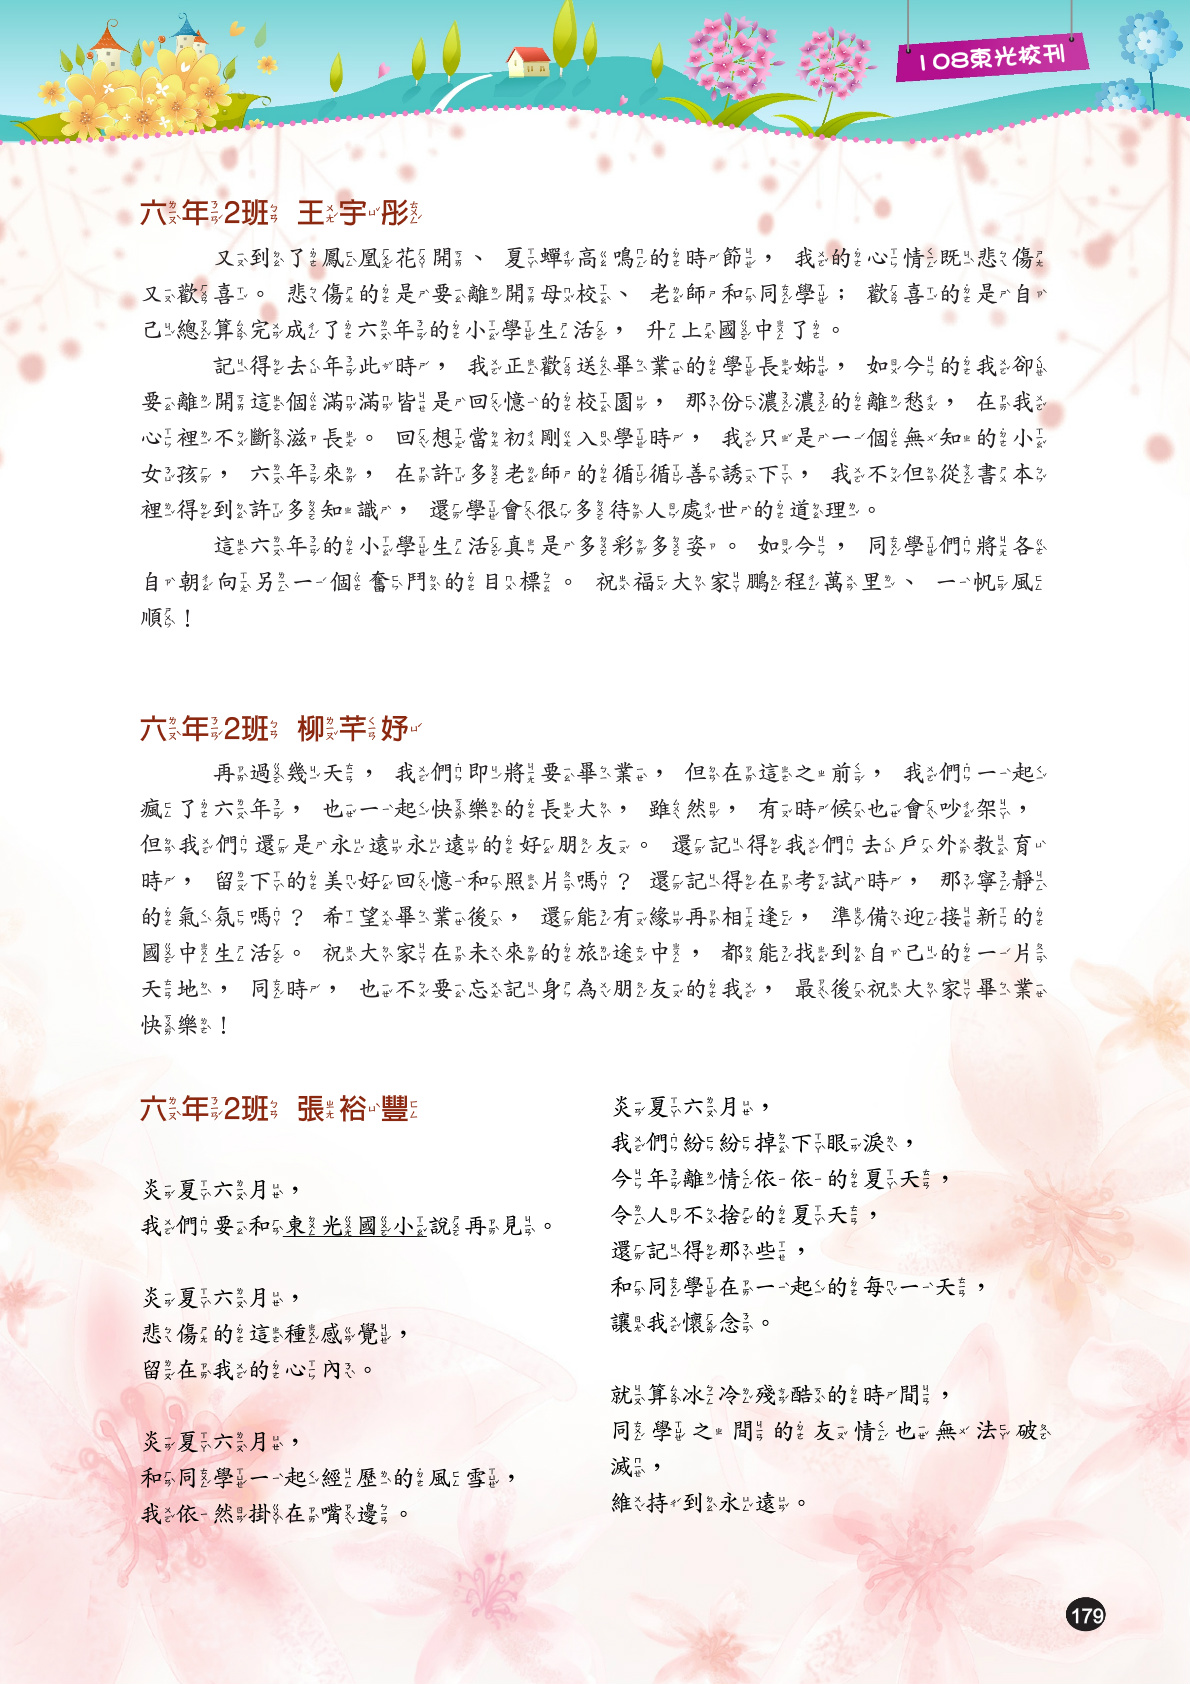 108東光校刊
六年2班 王宇彤
又到了鳳凰花開、夏蟬高鳴的時節，我的心情既悲傷
又歡喜。悲傷的是要離開母校、老師和同學；歡喜的是自
己總算完成了六年的小學生活，升上國中了。
記得去年此時，我正歡送畢業的學長姊，如今的我卻
要離開這個滿滿皆是回憶的校園，那份濃濃的離愁，在我
心裡不斷滋長。回想當初剛入學時，我只是一個無知的小
女孩，六年來，在許多老師的循循善誘下，我不但從書本
裡得到許多知識，還學會很多待人處世的道理。
這六年的小學生活真是多彩多姿。如今，同學們將各
自朝向另一個奮鬥的目標。祝福大家鵬程萬里、一帆風
順！
六年2班 柳芊妤
再過幾天，我們即將要畢業，但在這之前，我們一起
瘋了六年，也一起快樂的長大，雖然，有時候也會吵架，
但我們還是永遠永遠的好朋友。還記得我們去戶外教育
時，留下的美好回憶和照片嗎？還記得在考試時，那寧靜
的氣氛嗎？希望畢業後，還能有緣再相逢，準備迎接新的
國中生活。祝大家在未來的旅途中，都能找到自己的一片
天地，同時，也不要忘記身為朋友的我，最後祝大家畢業
快樂！
六年2班 張裕豐
炎夏六月，
我們要和東光國小說再見。
炎夏六月，
悲傷的這種感覺，
留在我的心內。
炎夏六月，
和同學一起經歷的風雪，
我依然掛在嘴邊。
炎夏六月，
我們紛紛掉下眼淚，
今年離情依依的夏天，
令人不捨的夏天，
還記得那些，
和同學在一起的每一天，
讓我懷念。
就算冰冷殘酷的時間，
同學之間的友情也無法破
滅，
維持到永遠。
179